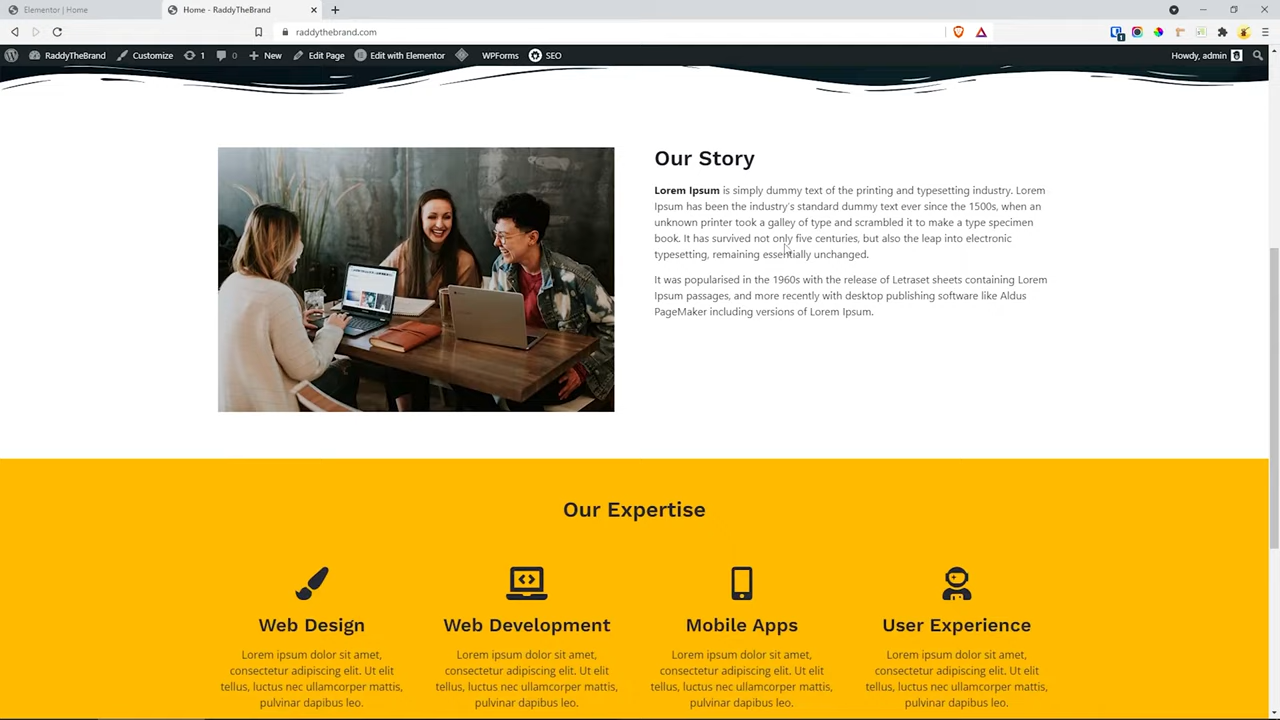 Elementor | Home
Home - RaddyTheBrand
raddythebrand.com
RaddyTheBrand Customize 1 0 New Edit Page Edit with Elementor WPForms SEO Howdy, admin
Our Story
Lorem Ipsum is simply dummy text of the printing and typesetting industry. Lorem
Ipsum has been the industry's standard dummy text ever since the 1500s, when an
unknown printer took a galley of type and scrambled it to make a type specimen
book. It has survived not only five centuries, but also the leap into electronic
typesetting, remaining essentially unchanged.
It was popularised in the 1960s with the release of Letraset sheets containing Lorem
Ipsum passages, and more recently with desktop publishing software like Aldus
PageMaker including versions of Lorem Ipsum.
Our Expertise
Web Design
Lorem ipsum dolor sit amet,
consectetur adipiscing elit. Ut elit
tellus, luctus nec ullamcorper mattis,
pulvinar dapibus leo.
Web Development
Lorem ipsum dolor sit amet,
consectetur adipiscing elit. Ut elit
tellus, luctus nec ullamcorper mattis,
pulvinar dapibus leo.
Mobile Apps
Lorem ipsum dolor sit amet,
consectetur adipiscing elit. Ut elit
tellus, luctus nec ullamcorper mattis,
pulvinar dapibus leo.
User Experience
Lorem ipsum dolor sit amet,
consectetur adipiscing elit. Ut elit
tellus, luctus nec ullamcorper mattis,
pulvinar dapibus leo.